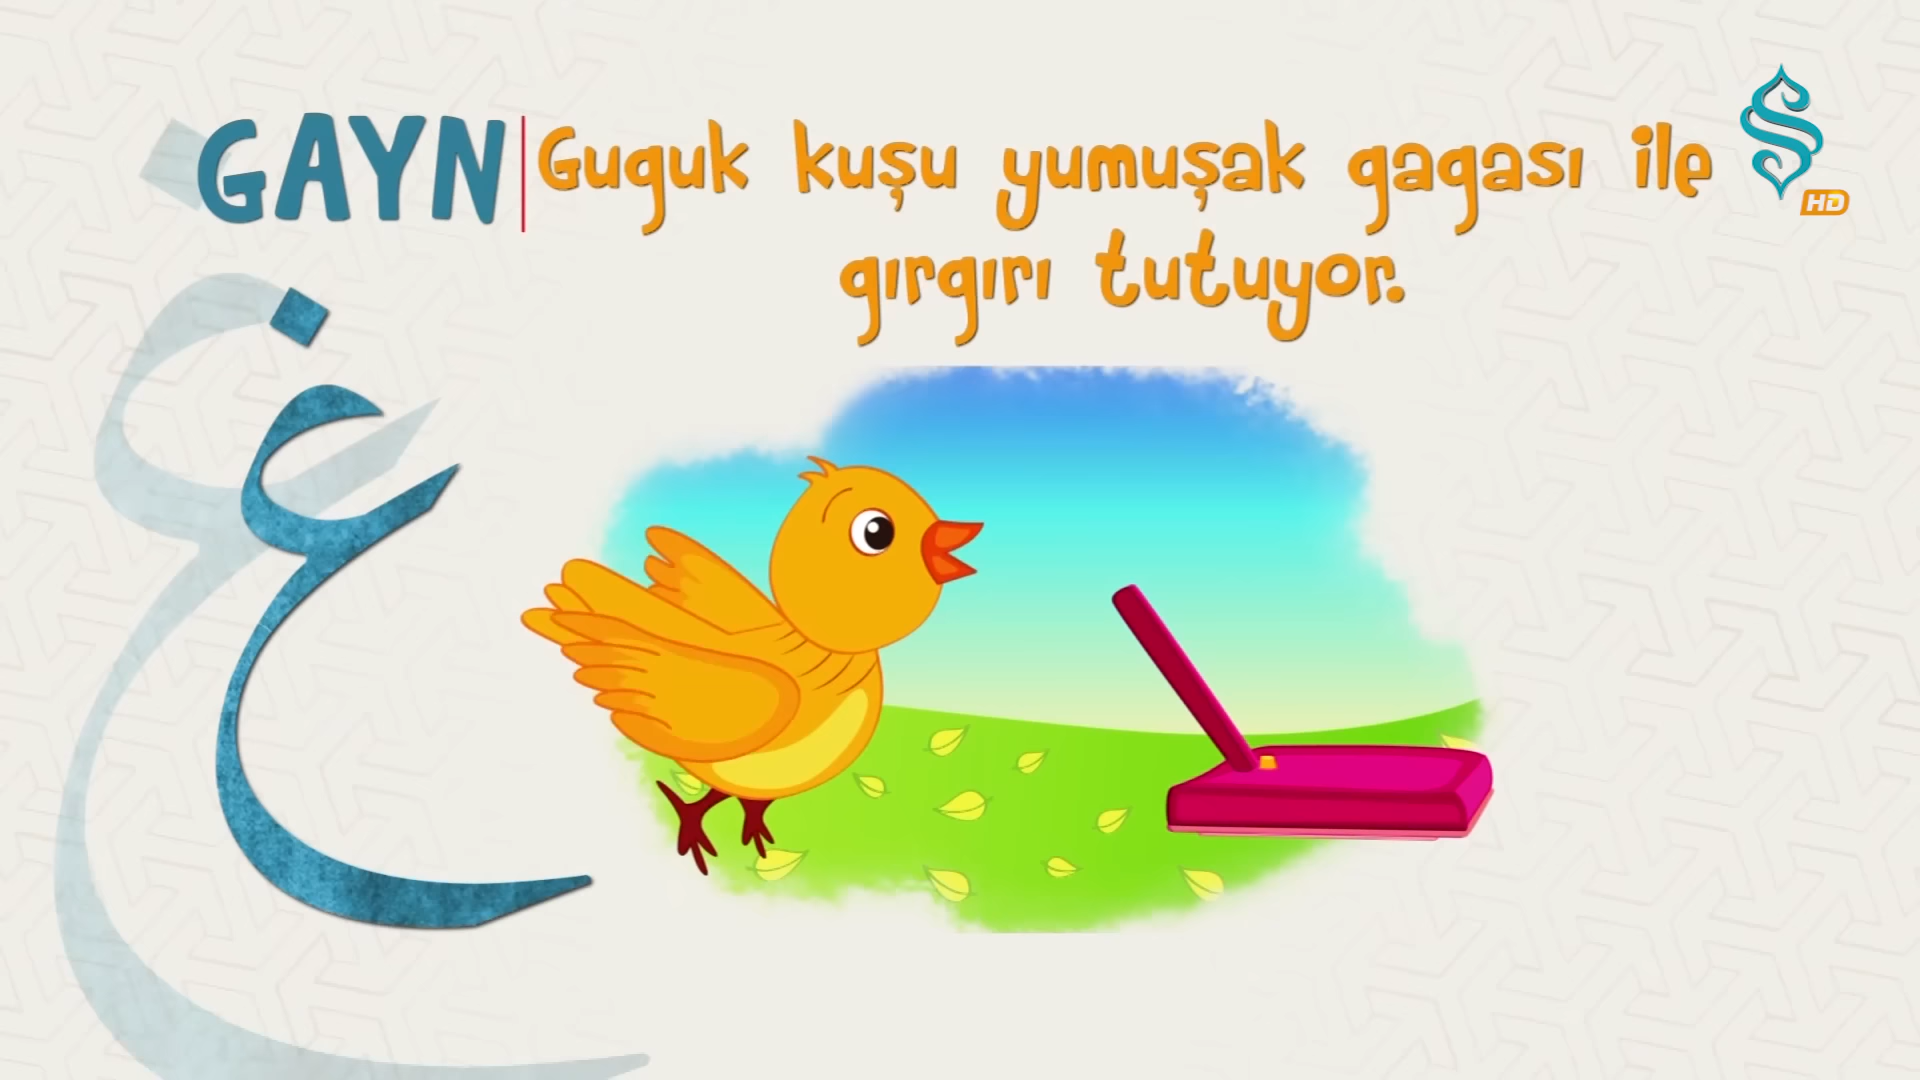 GAYN
Guguk kuşu yumuşak gagası ile
gırgırı tutuyor.
غ
HD